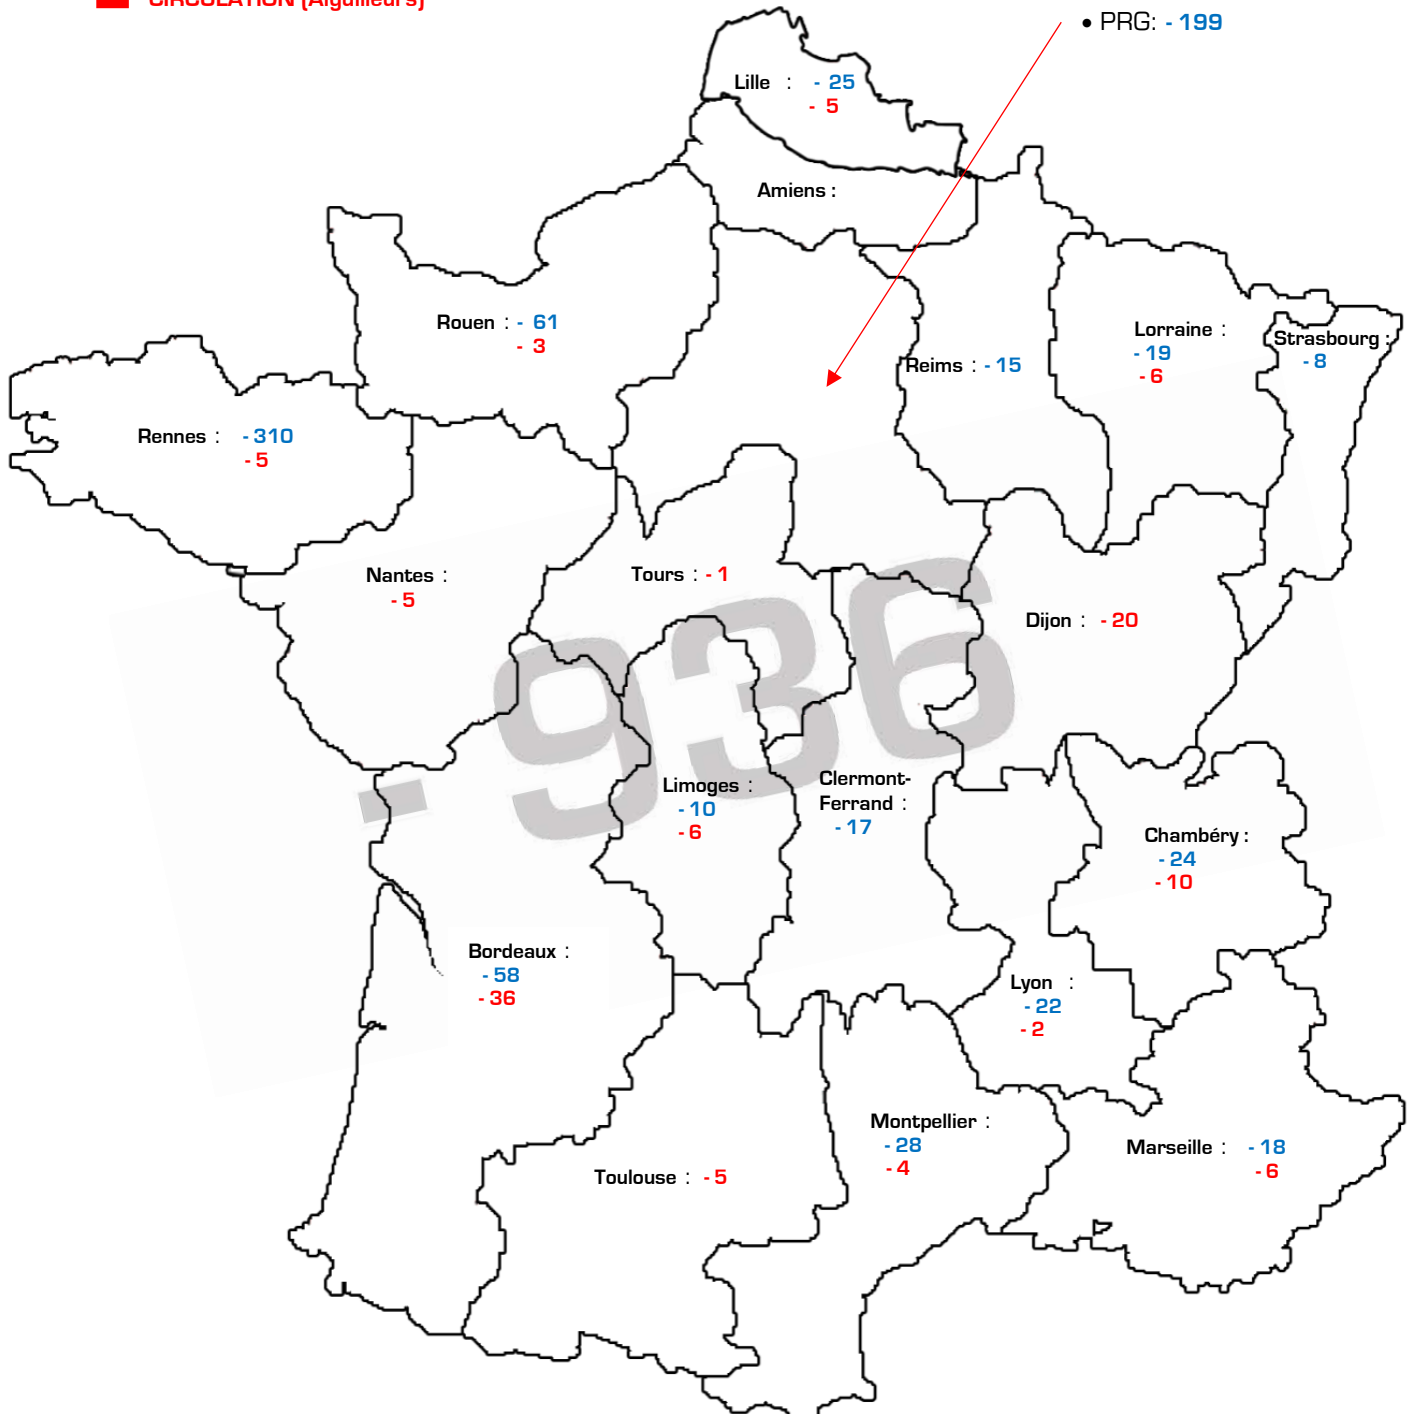 CIRCULATION (Aiguilleurs)
• PRG: - 199
Lille : - 25
- 5
Amiens :
Rouen : - 61
- 3
Lorraine :
- 19
- 6
Strasbourg :
- 8
Reims : - 15
Rennes : - 310
- 5
Nantes :
- 5
Tours : - 1
Dijon : - 20
- 936
Limoges :
- 10
- 6
Clermont-
Ferrand :
- 17
Chambéry :
- 24
- 10
Bordeaux :
- 58
- 36
Lyon :
- 22
- 2
Montpellier :
- 28
- 4
Marseille : - 18
- 6
Toulouse : - 5